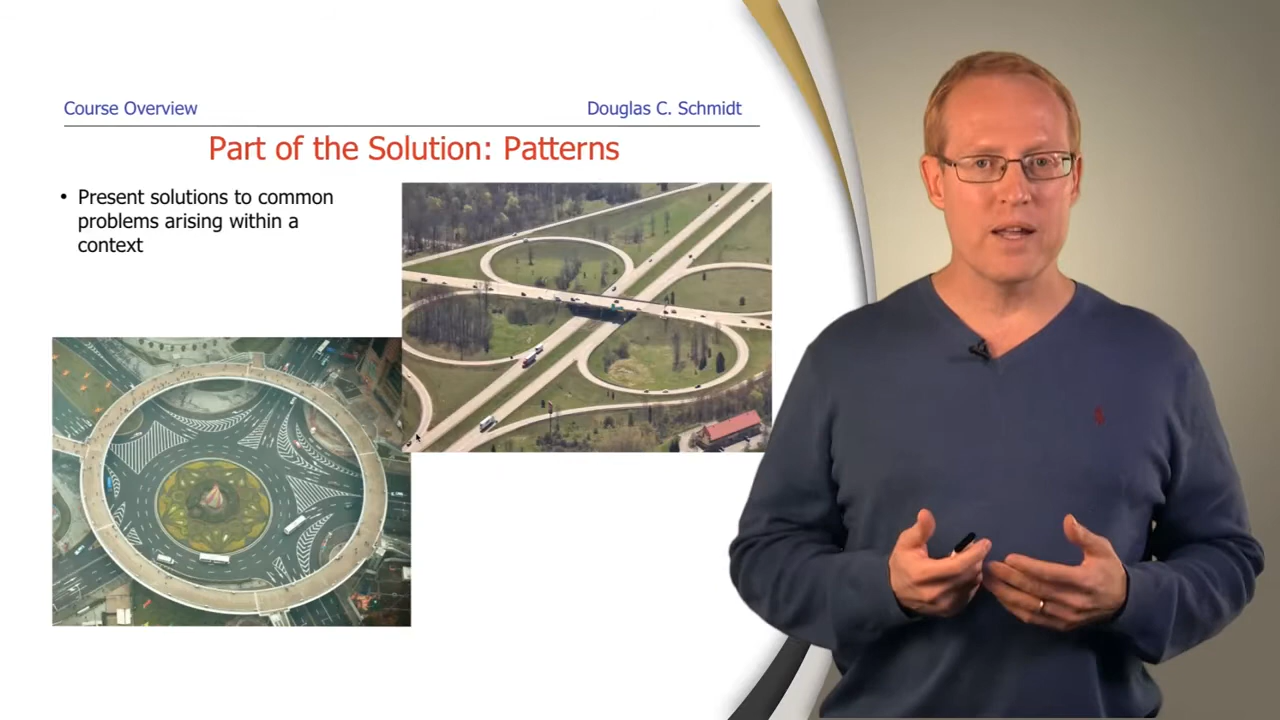 Course Overview
Douglas C. Schmidt
Part of the Solution: Patterns
• Present solutions to common
problems arising within a
context